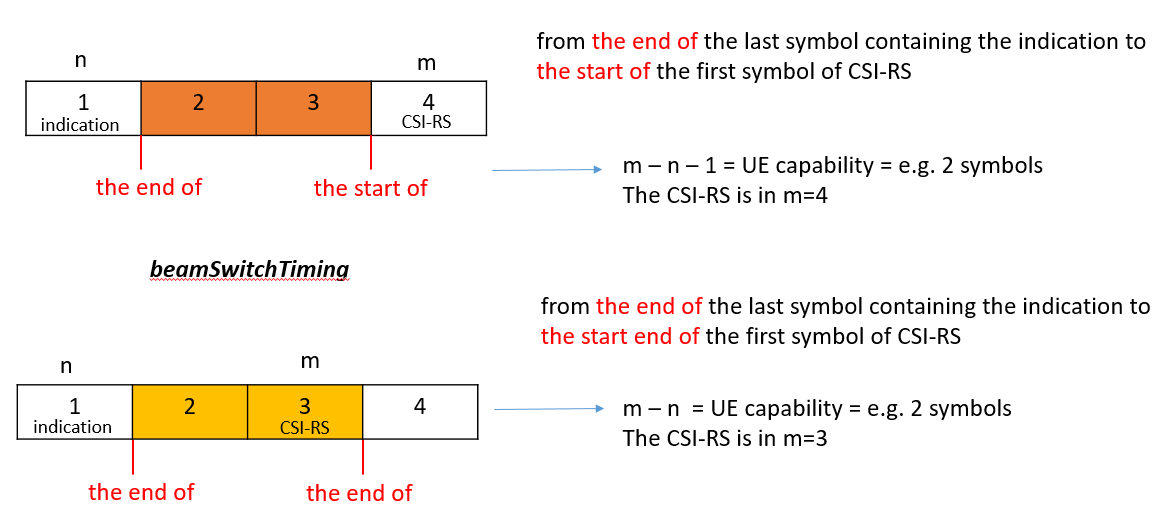 from the end of the last symbol containing the indication to
the start of the first symbol of CSI-RS
n
m
1
2
3
4
indication
CSI-RS
the end of
the start of
m – n – 1 = UE capability = e.g. 2 symbols
The CSI-RS is in m=4
beamSwitchTiming
from the end of the last symbol containing the indication to
the start end of the first symbol of CSI-RS
n
m
1
2
3
4
indication
CSI-RS
the end of
the end of
m – n  = UE capability = e.g. 2 symbols
The CSI-RS is in m=3